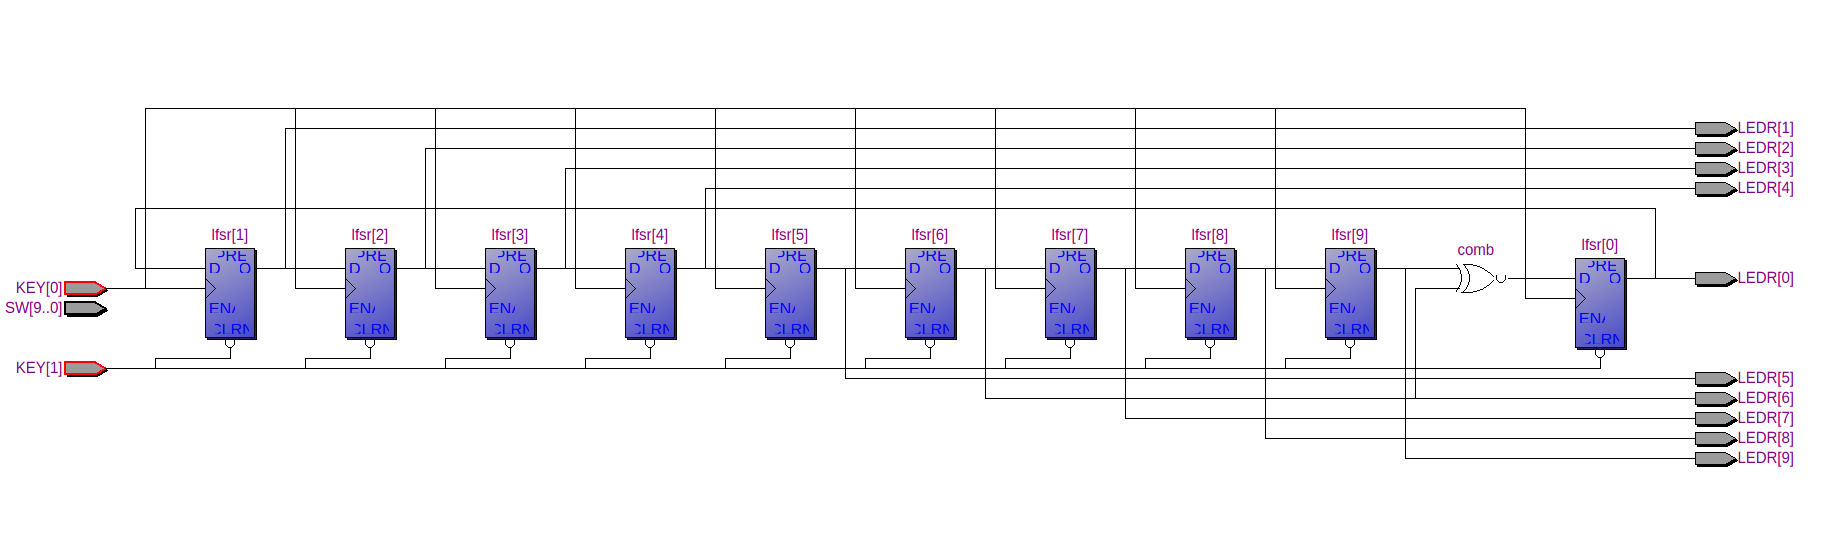 LEDR[1]
LEDR[2]
LEDR[3]
LEDR[4]
lfsr[1]
lfsr[2]
lfsr[3]
lfsr[4]
lfsr[5]
lfsr[6]
lfsr[7]
lfsr[8]
lfsr[9]
comb
lfsr[0]
PRE
D Q
ENA
CLRN
PRE
D Q
ENA
CLRN
PRE
D Q
ENA
CLRN
PRE
D Q
ENA
CLRN
PRE
D Q
ENA
CLRN
PRE
D Q
ENA
CLRN
PRE
D Q
ENA
CLRN
PRE
D Q
ENA
CLRN
PRE
D Q
ENA
CLRN
PRE
D Q
ENA
CLRN
KEY[0]
SW[9..0]
KEY[1]
LEDR[0]
LEDR[5]
LEDR[6]
LEDR[7]
LEDR[8]
LEDR[9]